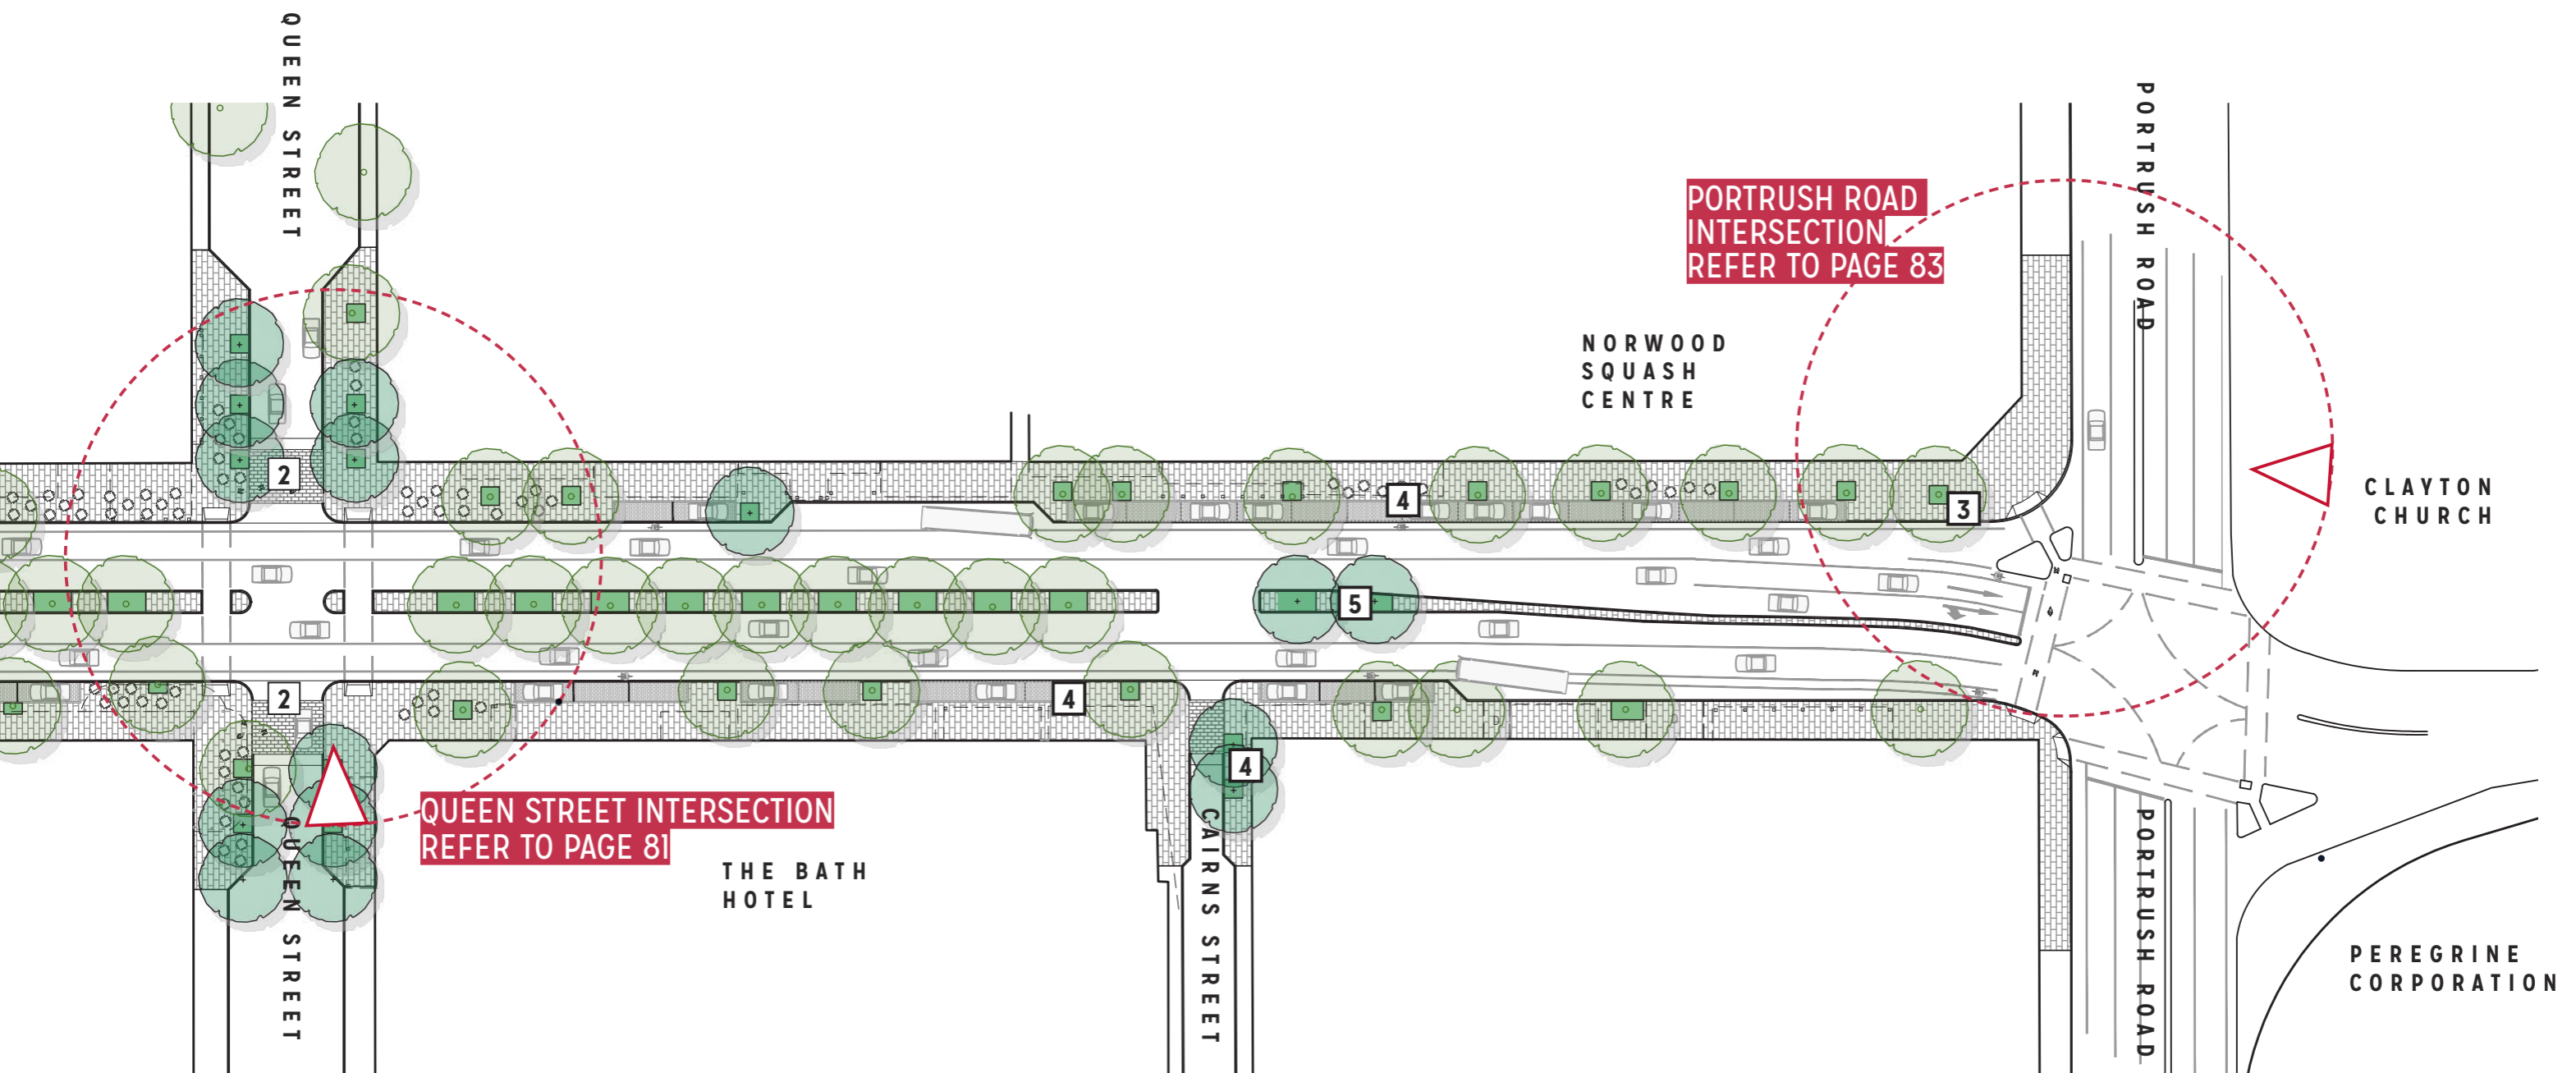 QUEEN STREET
PORTRUSH ROAD
PORTRUSH ROAD
INTERSECTION
REFER TO PAGE 83
NORWOOD
SQUASH
CENTRE
2
4
3
CLAYTON
CHURCH
5
2
4
4
QUEEN STREET INTERSECTION
REFER TO PAGE 81
THE BATH
HOTEL
QUEEN STREET
CAIRNS STREET
PORTRUSH ROAD
PEREGRINE
CORPORATION